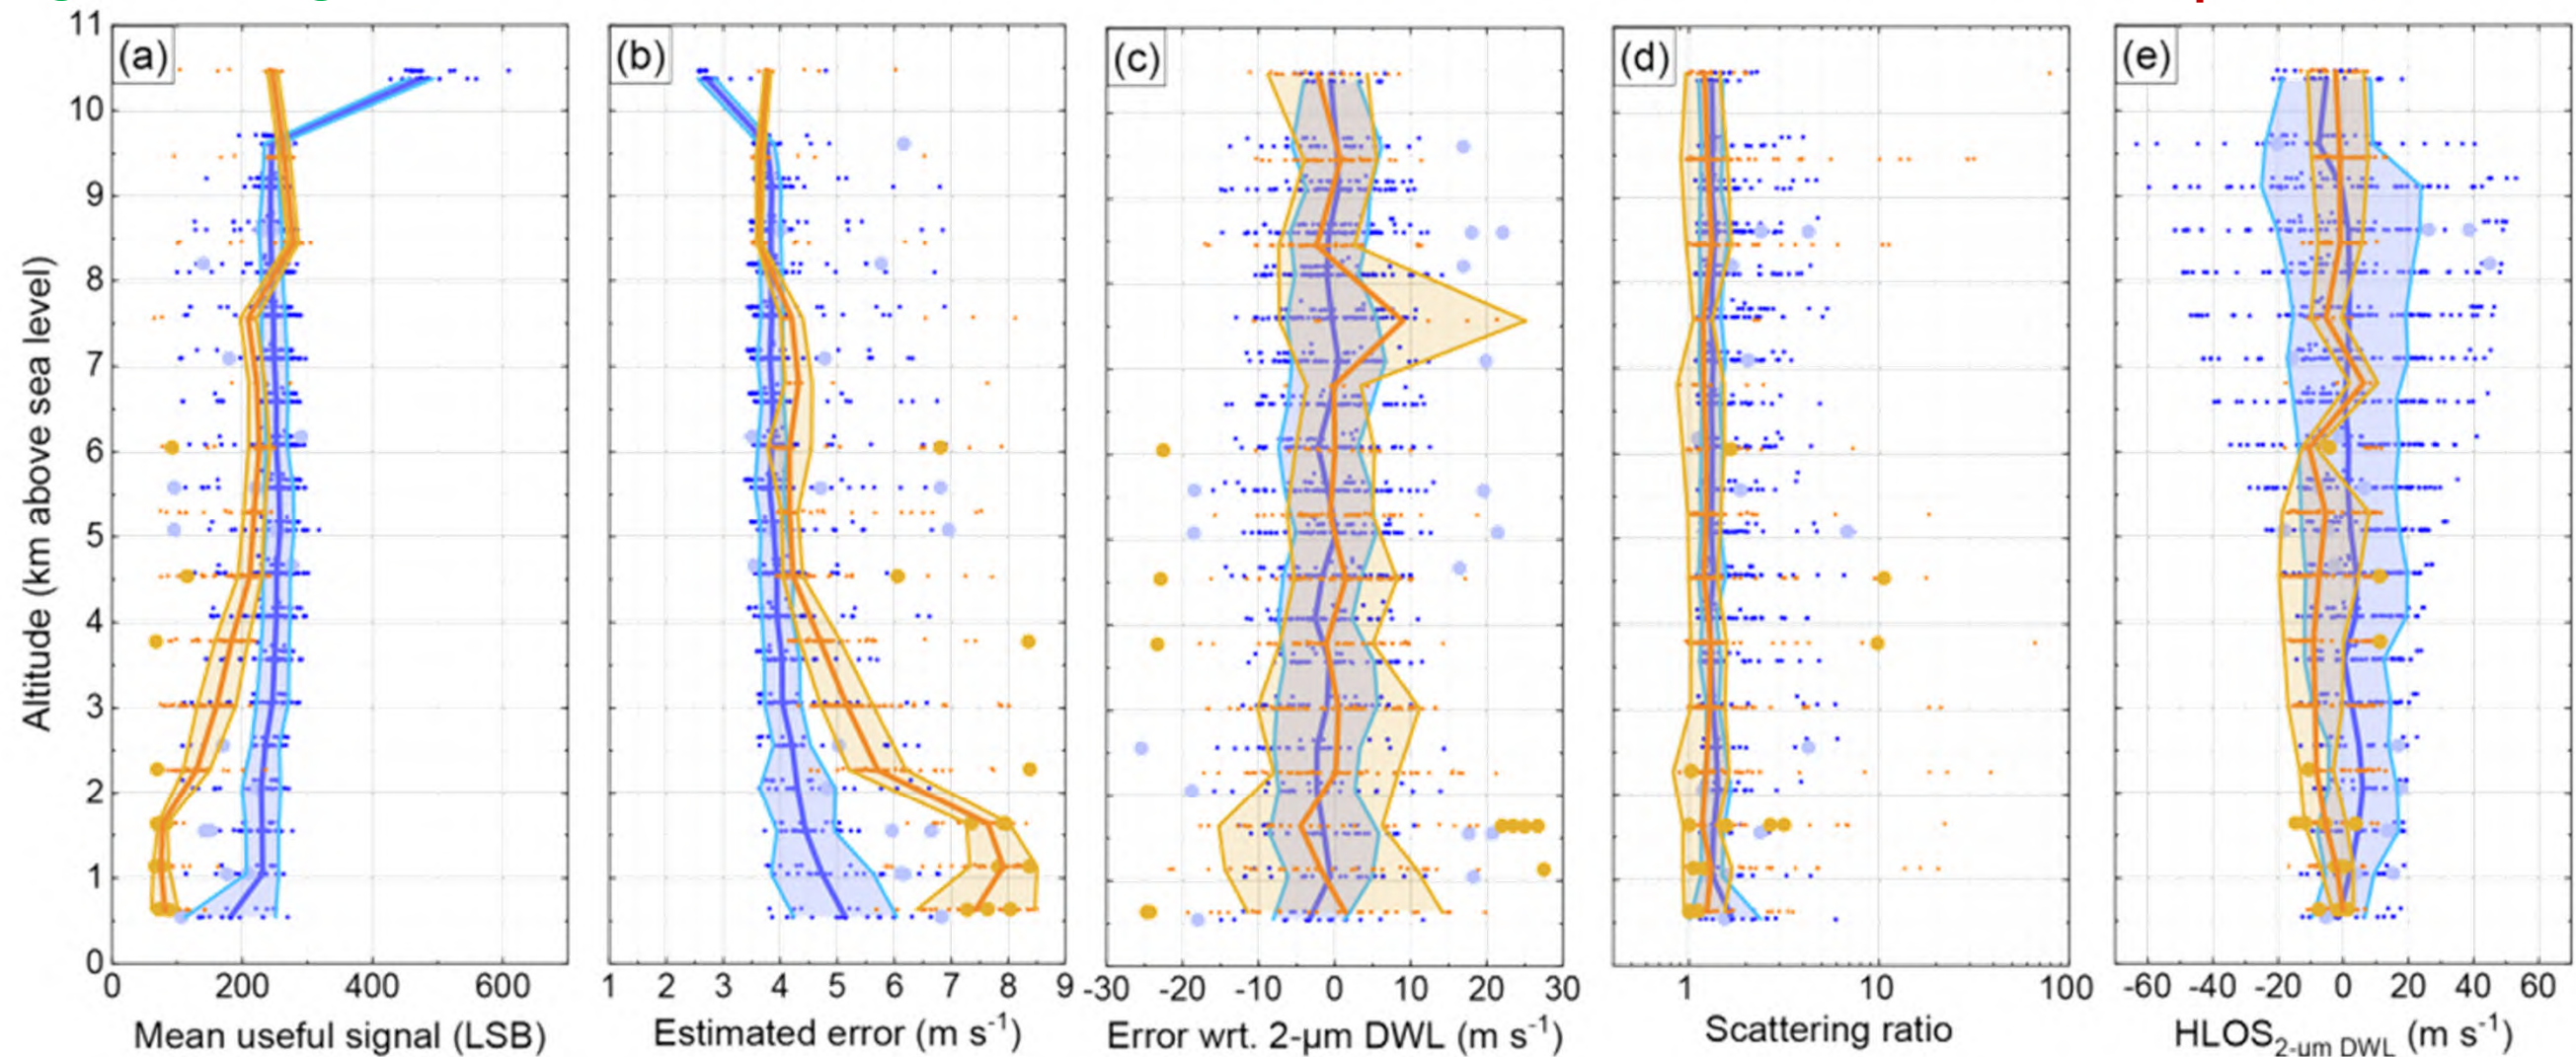 (a)
(b)
(c)
(d)
(e)
Altitude (km above sea level)
11
10
9
8
7
6
5
4
3
2
1
0
0 200 400 600
1 2 3 4 5 6 7 8 9
-30 -20 -10 0 10 20 30
1 10 100
-60 -40 -20 0 20 40 60
Mean useful signal (LSB)
Estimated error (m s⁻¹)
Error wrt. 2-µm DWL (m s⁻¹)
Scattering ratio
HLOS₂₋ᵤₘ DWL (m s⁻¹)